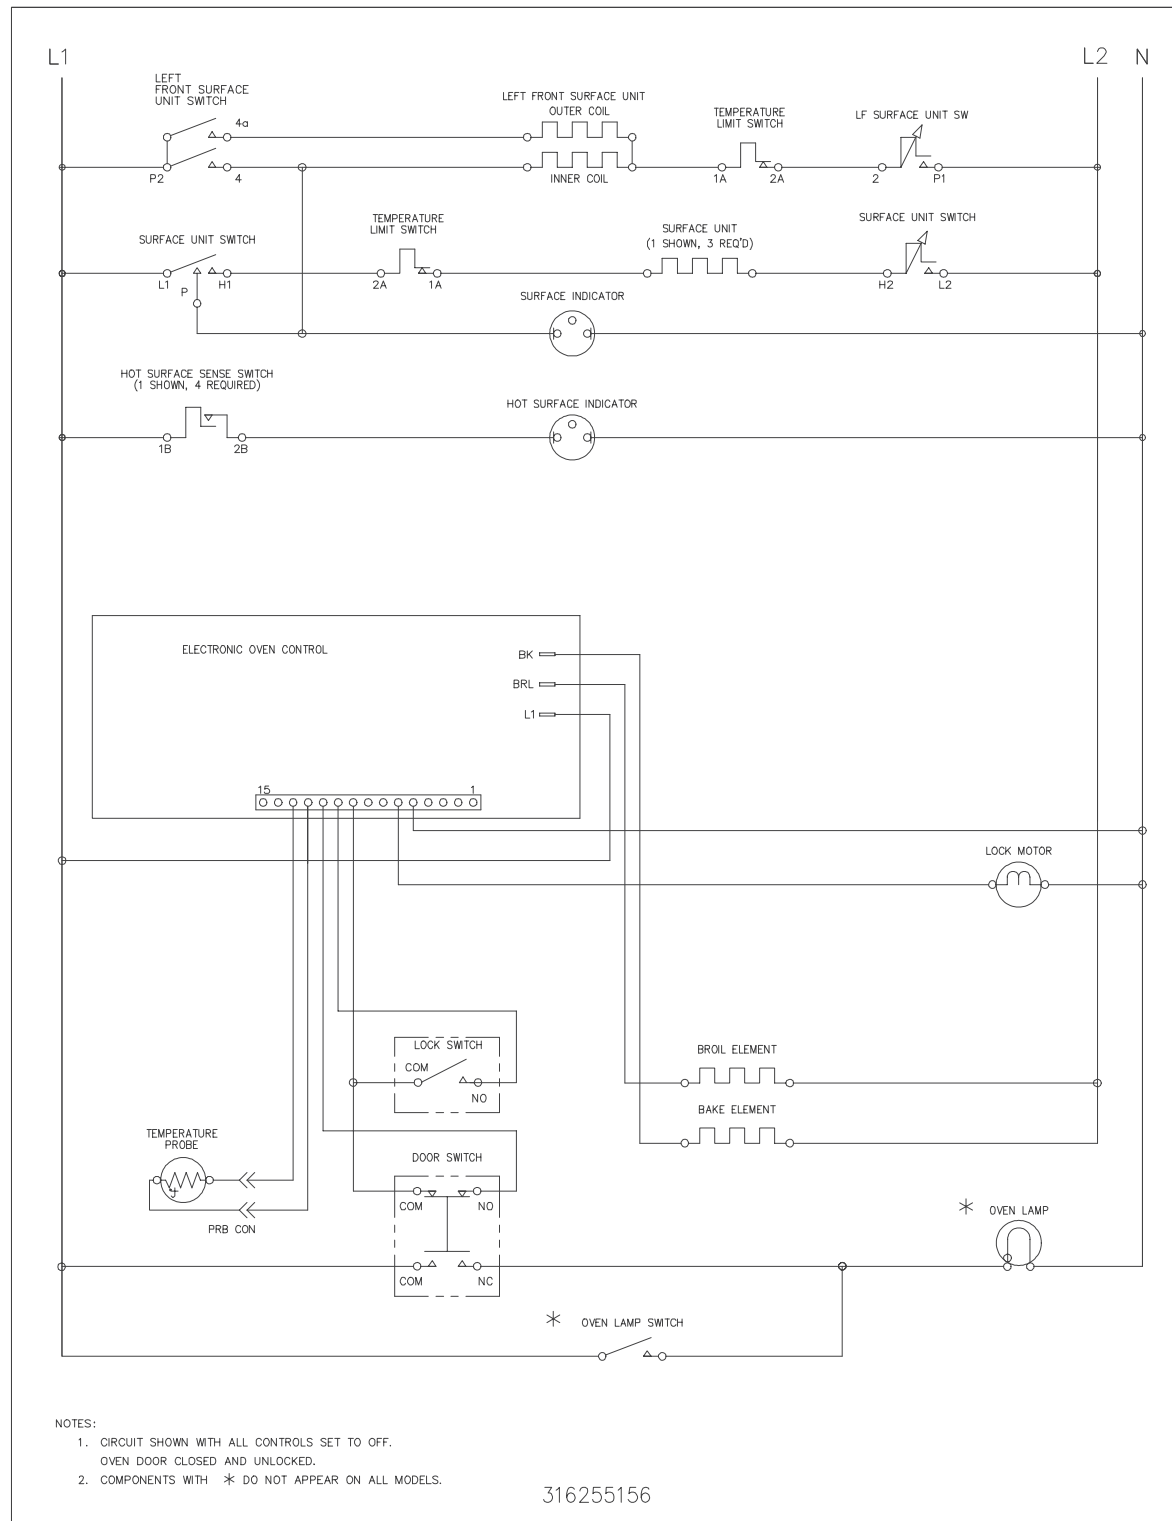 L1
L2 N
LEFT
FRONT SURFACE
UNIT SWITCH
4a
P2
4
LEFT FRONT SURFACE UNIT
OUTER COIL
INNER COIL
TEMPERATURE
LIMIT SWITCH
1A
2A
LF SURFACE UNIT SW
2
P1
SURFACE UNIT SWITCH
L1
H1
P
TEMPERATURE
LIMIT SWITCH
2A
1A
SURFACE UNIT
(1 SHOWN, 3 REQ'D)
SURFACE UNIT SWITCH
H2
L2
SURFACE INDICATOR
HOT SURFACE SENSE SWITCH
(1 SHOWN, 4 REQUIRED)
1B
2B
HOT SURFACE INDICATOR
ELECTRONIC OVEN CONTROL
BK
BRL
L1
15
1
LOCK MOTOR
LOCK SWITCH
COM
NO
BROIL ELEMENT
BAKE ELEMENT
TEMPERATURE
PROBE
t
PRB CON
DOOR SWITCH
COM
NO
COM
NC
* OVEN LAMP
* OVEN LAMP SWITCH
NOTES:
1. CIRCUIT SHOWN WITH ALL CONTROLS SET TO OFF.
OVEN DOOR CLOSED AND UNLOCKED.
2. COMPONENTS WITH * DO NOT APPEAR ON ALL MODELS.
316255156